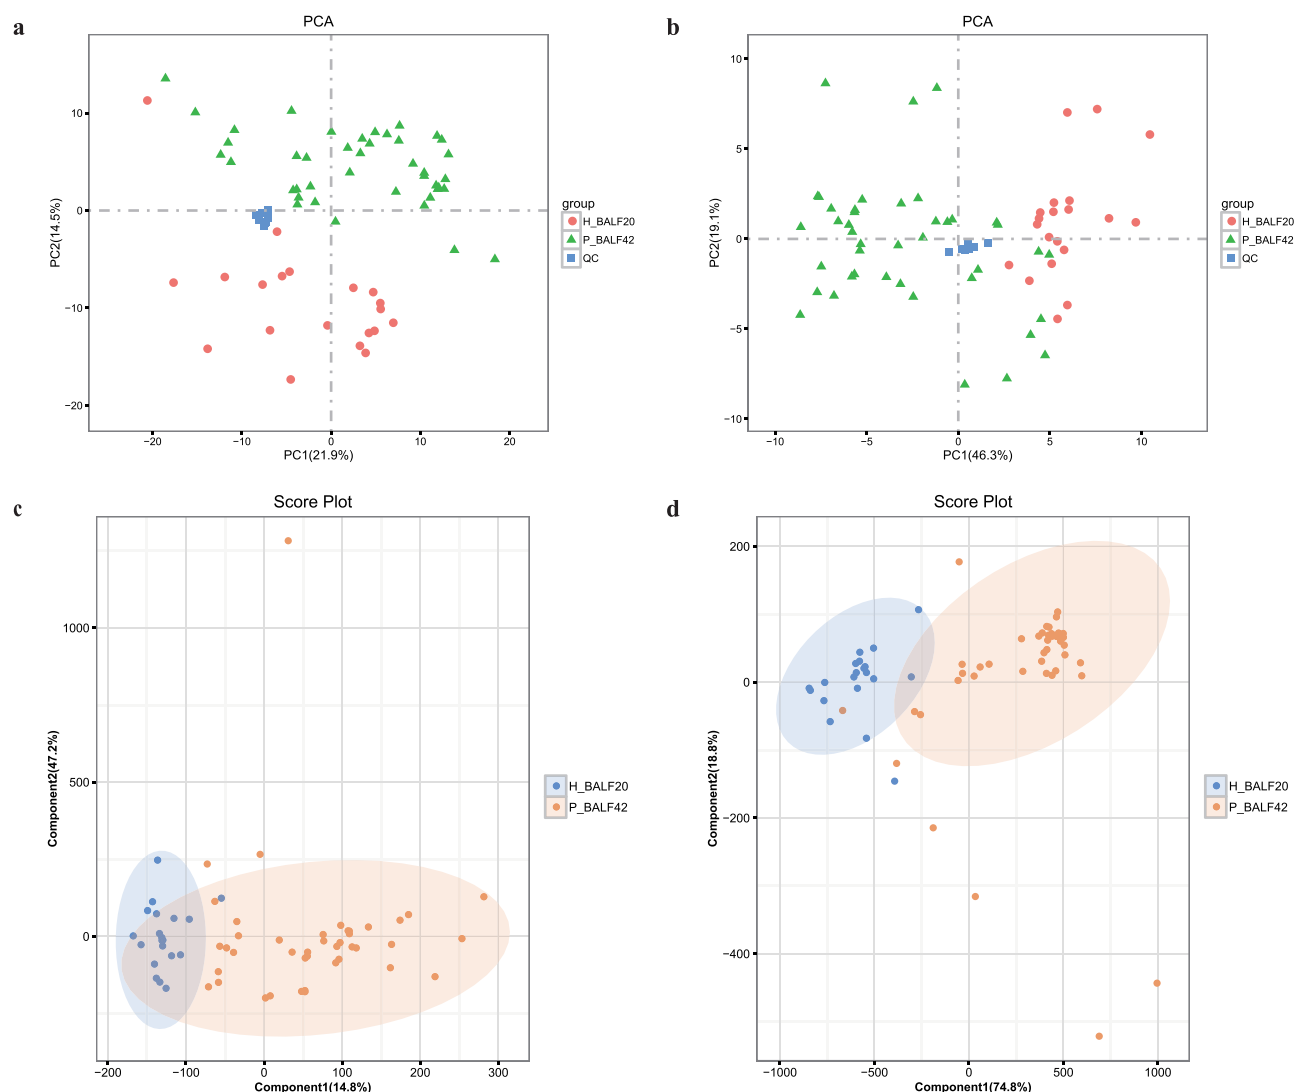 a
PCA
10
0
−10
−20
PC2(14.5%)
−20
−10
0
10
20
PC1(21.9%)
group
H_BALF20
P_BALF42
QC
b
PCA
10
5
0
−5
−10
PC2(19.1%)
−10
−5
0
5
10
PC1(46.3%)
group
H_BALF20
P_BALF42
QC
c
Score Plot
1000
500
0
Component2(47.2%)
−200
−100
0
100
200
300
Component1(14.8%)
H_BALF20
P_BALF42
d
Score Plot
200
0
−200
−400
Component2(18.8%)
−1000
−500
0
500
1000
Component1(74.8%)
H_BALF20
P_BALF42